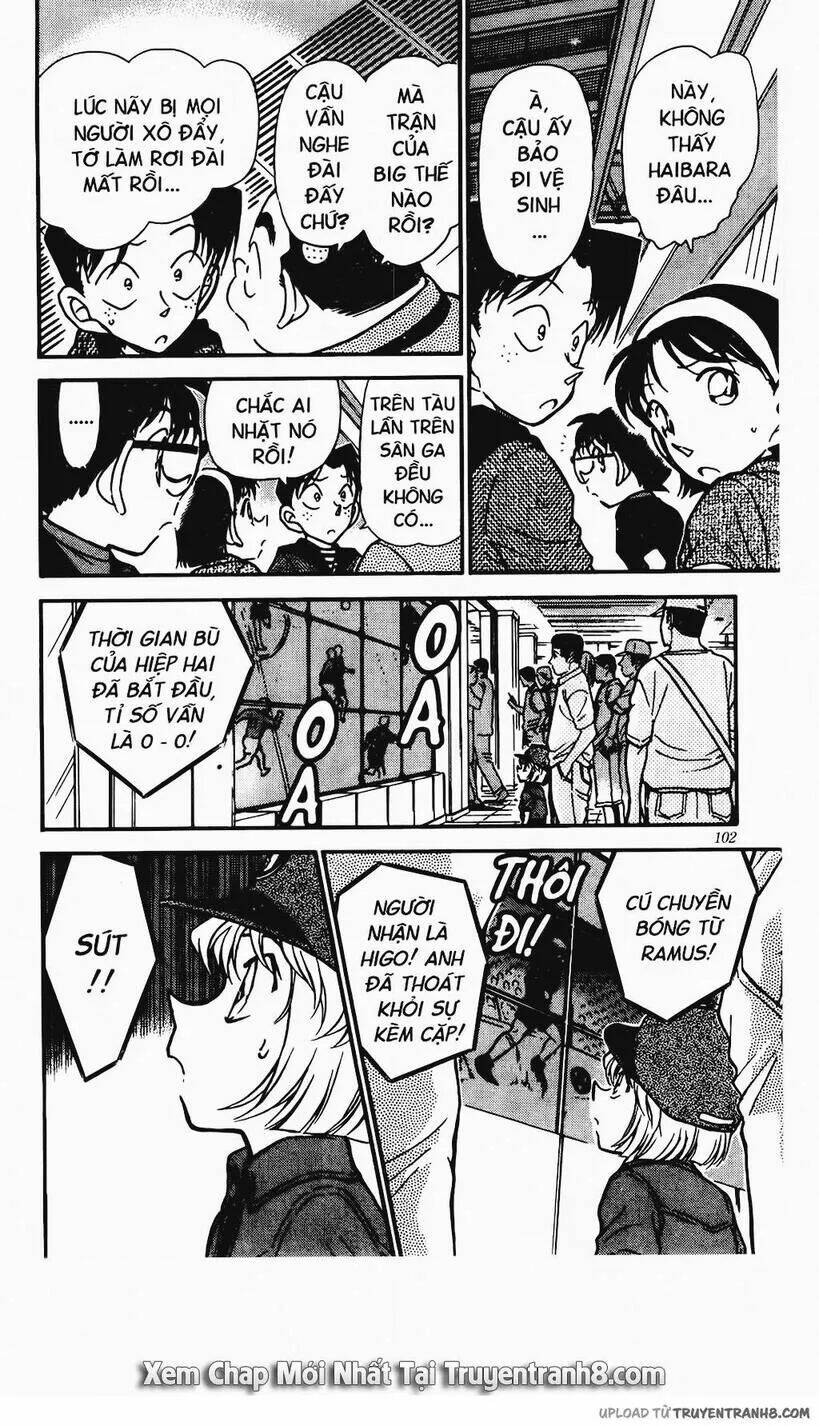 NÀY,
KHÔNG
THẤY
HAIBARA
ĐÂU...
À,
CẬU ẤY
BẢO
ĐI VỆ
SINH
...
MÀ
TRẬN
CỦA
BIG THẾ
NÀO
RỒI?
CẬU
VẪN
NGHE
ĐÀI
ĐẤY
CHỨ?
LÚC NÃY BỊ MỌI
NGƯỜI XÔ ĐẨY,
TỚ LÀM RƠI ĐÀI
MẤT RỒI...
TRÊN TÀU
LẪN TRÊN
SÂN GA
ĐỀU
KHÔNG
CÓ...
CHẮC AI
NHẶT NÓ
RỒI!
......
OA
OA
THỜI GIAN BÙ
CỦA HIỆP HAI
ĐÃ BẮT ĐẦU,
TỈ SỐ VẪN
LÀ 0 - 0!
102
CÚ CHUYỀN
BÓNG TỪ
RAMUS!
THÔI
ĐI!
NGƯỜI
NHẬN LÀ
HIGO! ANH
ĐÃ THOÁT
KHỎI SỰ
KÈM CẶP!
SÚT
!!
Xem Chap Mới Nhất Tại Truyentranh8.com
UPLOAD TỪ TRUYENTRANH8.COM